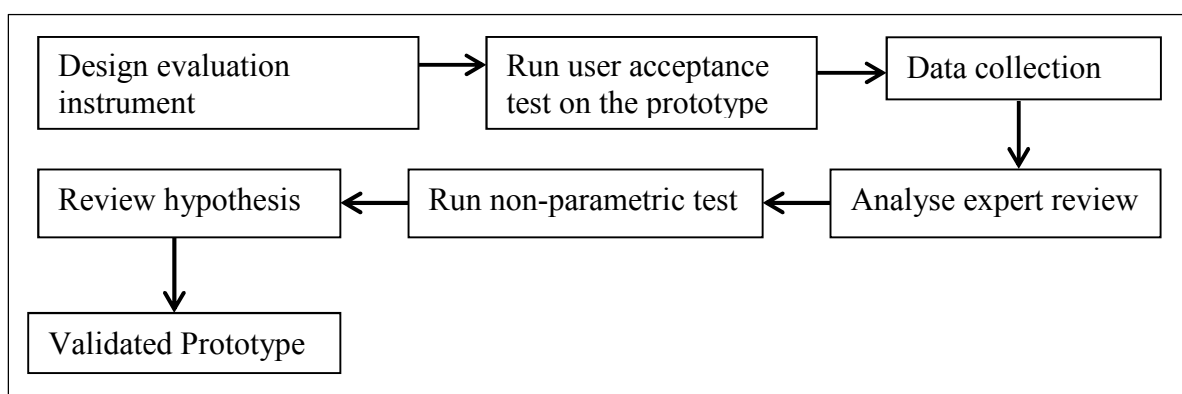 Design evaluation
instrument
Run user acceptance
test on the prototype
Data collection
Analyse expert review
Run non-parametric test
Review hypothesis
Validated Prototype